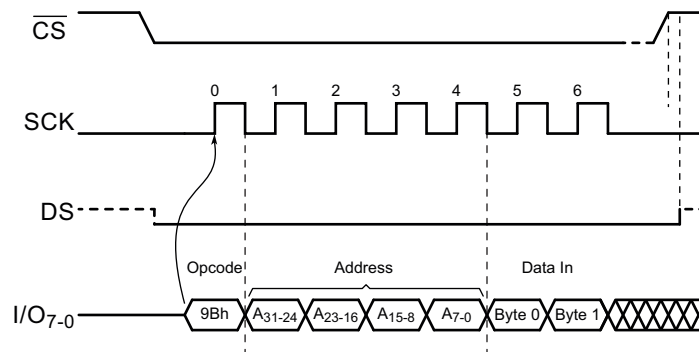 CS
0 1 2 3 4 5 6
SCK
DS
Opcode Address Data In
I/O7-0 9Bh A31-24 A23-16 A15-8 A7-0 Byte 0 Byte 1